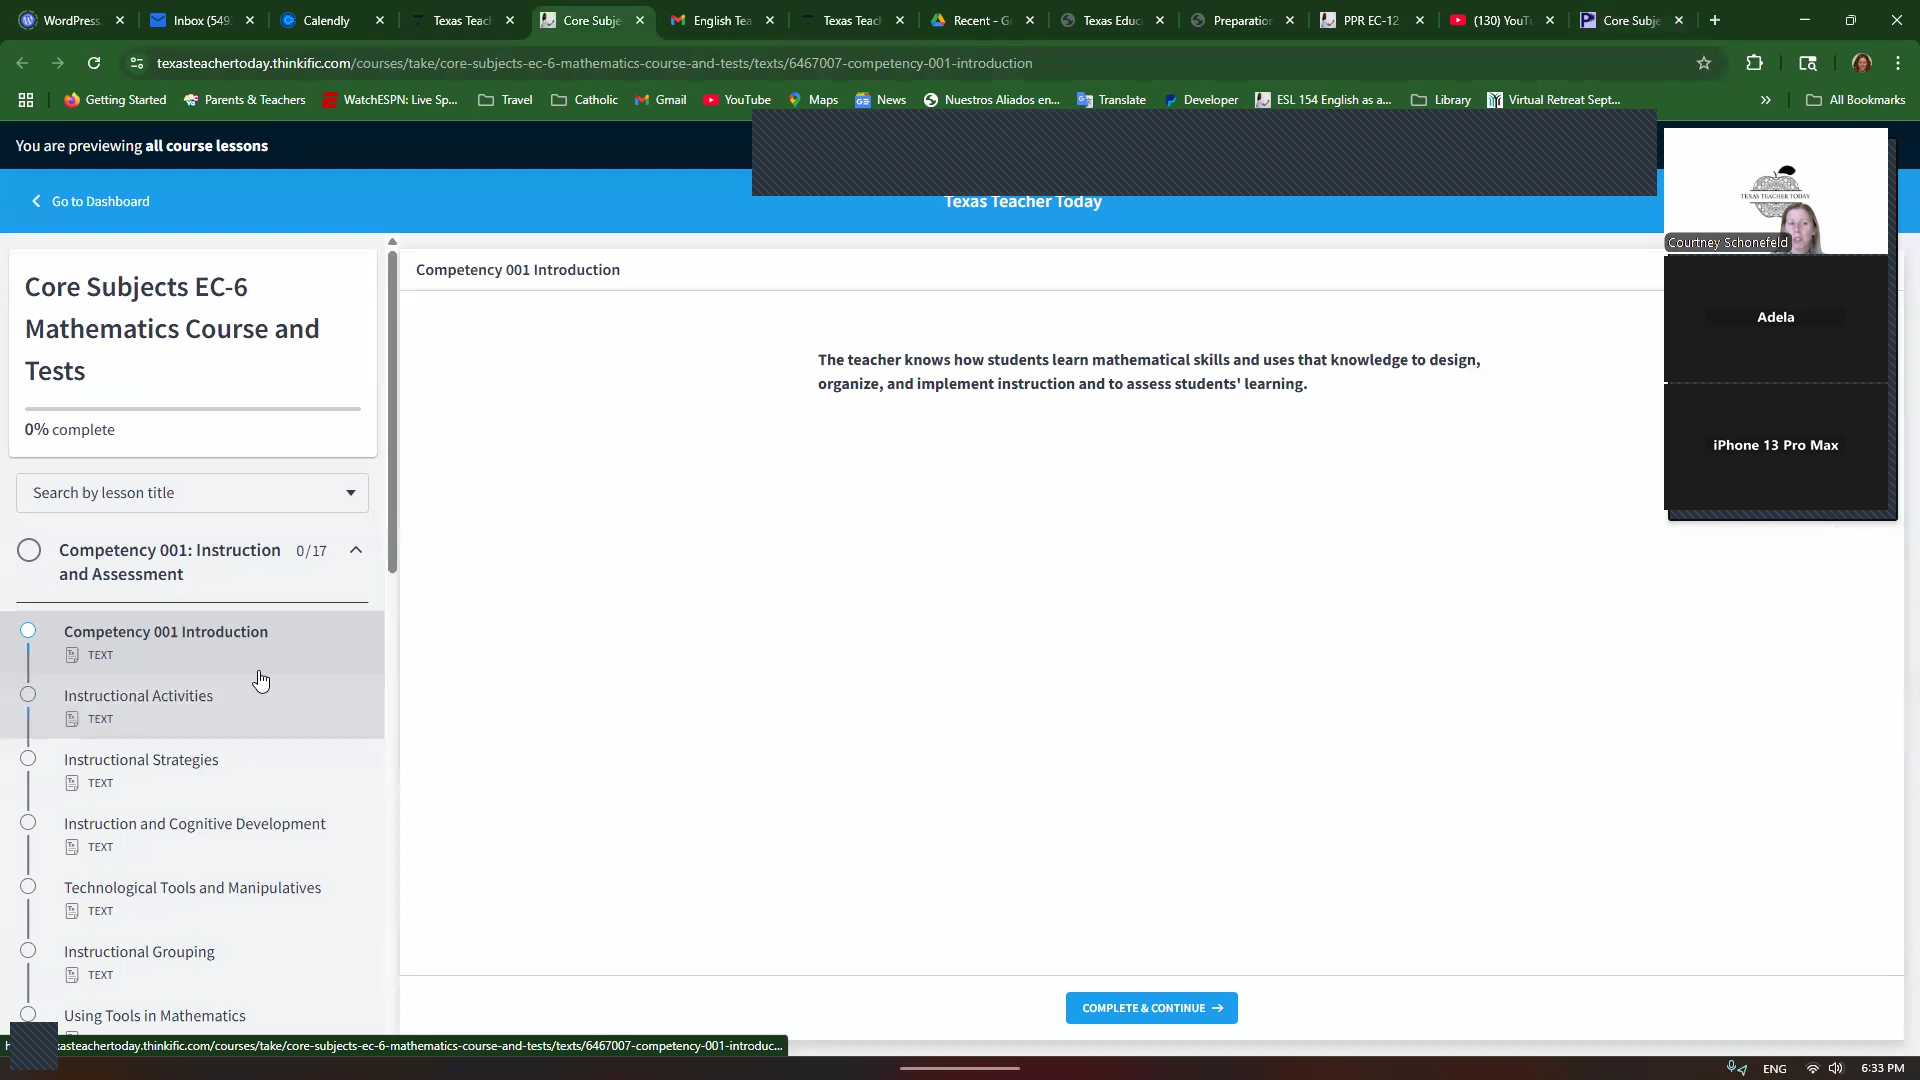 WordPress
Inbox (549
Calendly
Texas Teach
Core Subje
English Tea
Texas Teach
Recent - Go
Texas Educ
Preparation
PPR EC-12
(130) YouTu
Core Subje
texasteachertoday.thinkific.com/courses/take/core-subjects-ec-6-mathematics-course-and-tests/texts/6467007-competency-001-introduction
Getting Started
Parents & Teachers
WatchESPN: Live Sp...
Travel
Catholic
Gmail
YouTube
Maps
News
Nuestros Aliados en...
Translate
Developer
ESL 154 English as a...
Library
Virtual Retreat Sept...
All Bookmarks
You are previewing all course lessons
Go to Dashboard
Texas Teacher Today
TEXAS TEACHER TODAY
Courtney Schonefeld
Adela
iPhone 13 Pro Max
Core Subjects EC-6
Mathematics Course and
Tests
0% complete
Search by lesson title
Competency 001: Instruction 0/17
and Assessment
Competency 001 Introduction
TEXT
Instructional Activities
TEXT
Instructional Strategies
TEXT
Instruction and Cognitive Development
TEXT
Technological Tools and Manipulatives
TEXT
Instructional Grouping
TEXT
Using Tools in Mathematics
Competency 001 Introduction
The teacher knows how students learn mathematical skills and uses that knowledge to design,
organize, and implement instruction and to assess students' learning.
COMPLETE & CONTINUE
xasteachertoday.thinkific.com/courses/take/core-subjects-ec-6-mathematics-course-and-tests/texts/6467007-competency-001-introduc...
ENG
6:33 PM